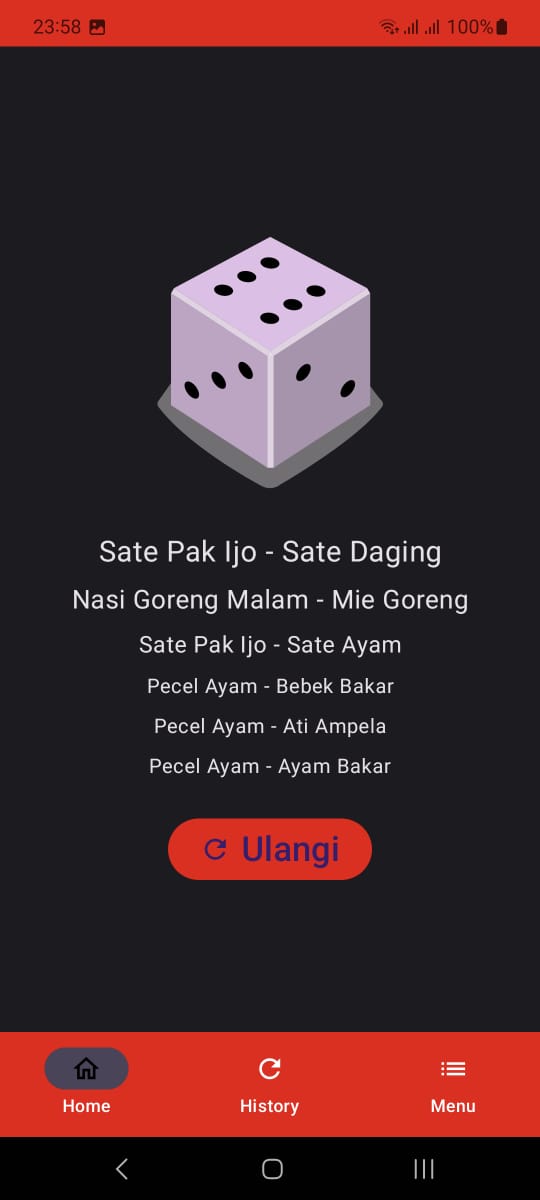 23:58
100%
Sate Pak Ijo - Sate Daging
Nasi Goreng Malam - Mie Goreng
Sate Pak Ijo - Sate Ayam
Pecel Ayam - Bebek Bakar
Pecel Ayam - Ati Ampela
Pecel Ayam - Ayam Bakar
Ulangi
Home
History
Menu